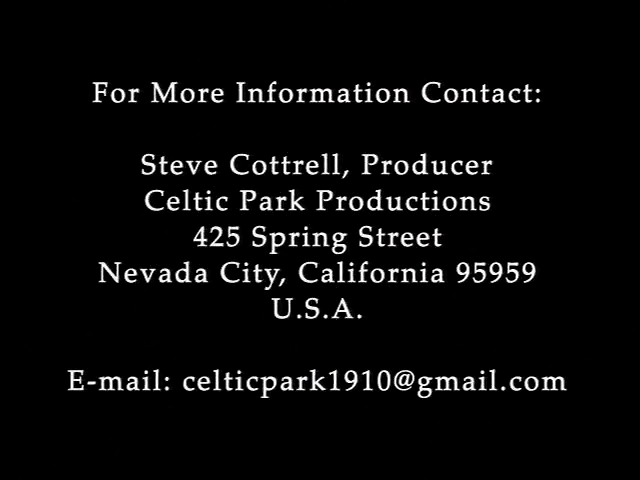 For More Information Contact:
Steve Cottrell, Producer
Celtic Park Productions
425 Spring Street
Nevada City, California 95959
U.S.A.
E-mail: celticpark1910@gmail.com